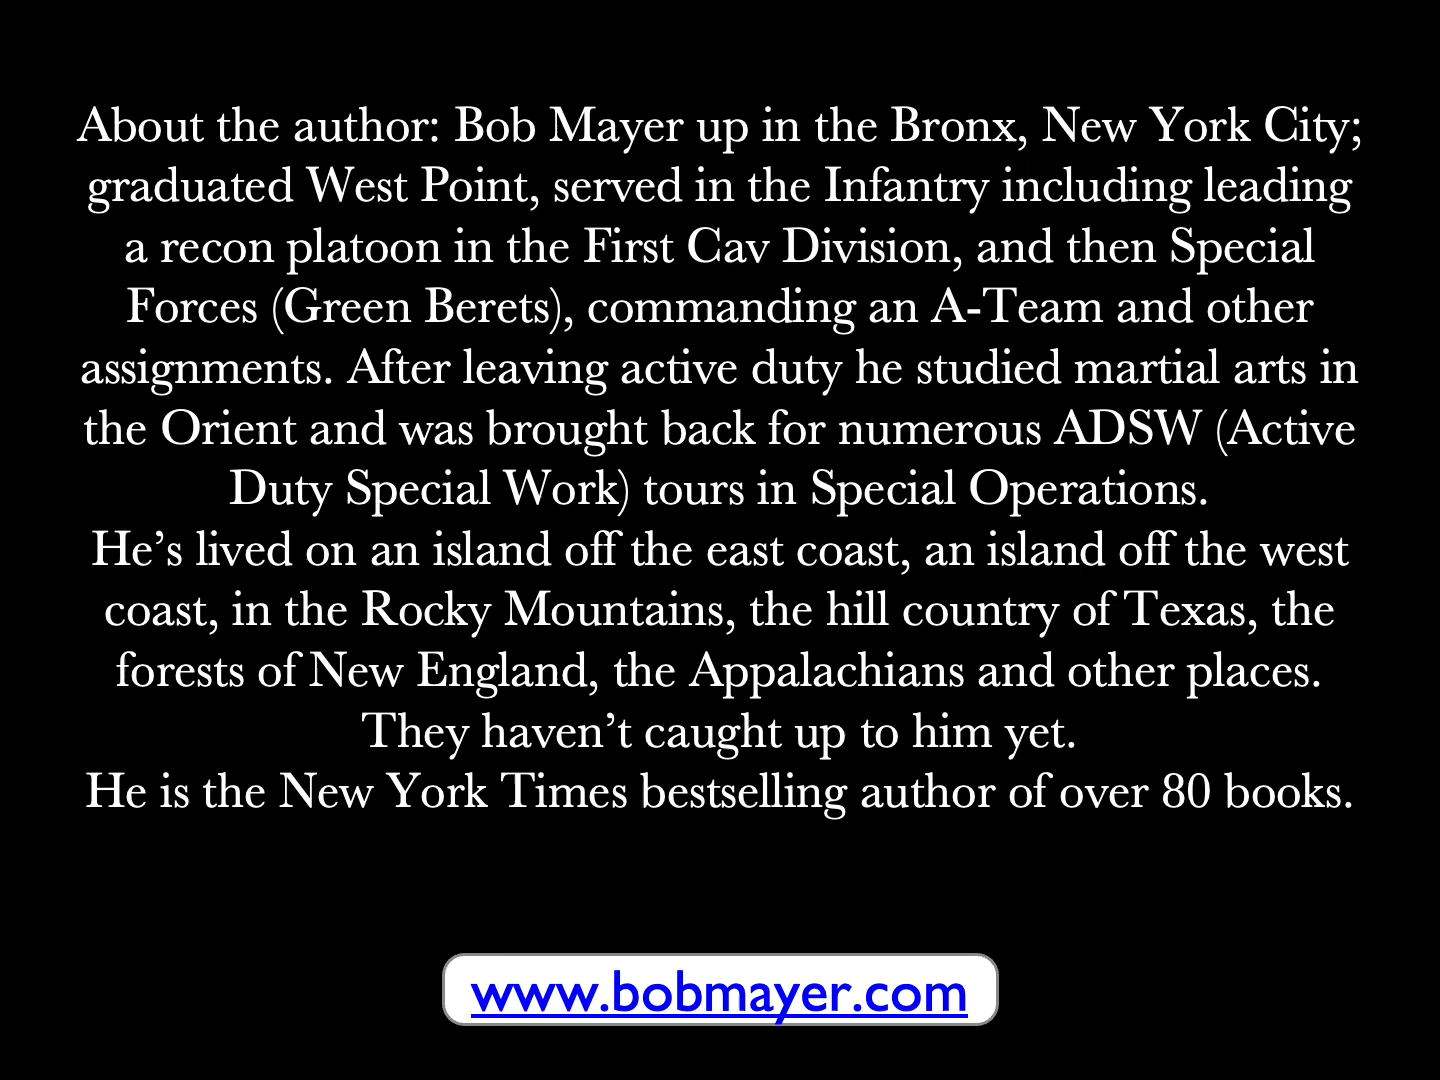 About the author: Bob Mayer up in the Bronx, New York City;
graduated West Point, served in the Infantry including leading
a recon platoon in the First Cav Division, and then Special
Forces (Green Berets), commanding an A-Team and other
assignments. After leaving active duty he studied martial arts in
the Orient and was brought back for numerous ADSW (Active
Duty Special Work) tours in Special Operations.
He’s lived on an island off the east coast, an island off the west
coast, in the Rocky Mountains, the hill country of Texas, the
forests of New England, the Appalachians and other places.
They haven’t caught up to him yet.
He is the New York Times bestselling author of over 80 books.
www.bobmayer.com